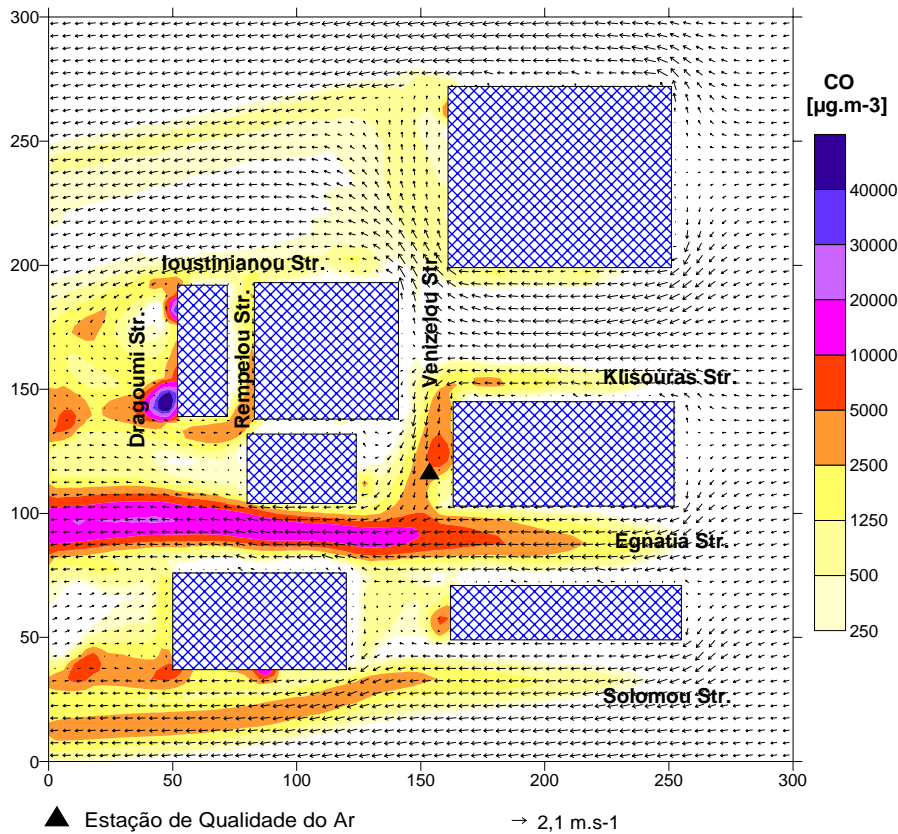 300
250
200
150
100
50
0
0
50
100
150
200
250
300
Ioustinianou Str.
Dragoumi Str.
Rempelou Str.
Venizelou Str.
Klisouras Str.
Egnatia Str.
Solomou Str.
CO
[µg.m-3]
40000
30000
20000
10000
5000
2500
1250
500
250
Estação de Qualidade do Ar
2,1 m.s-1